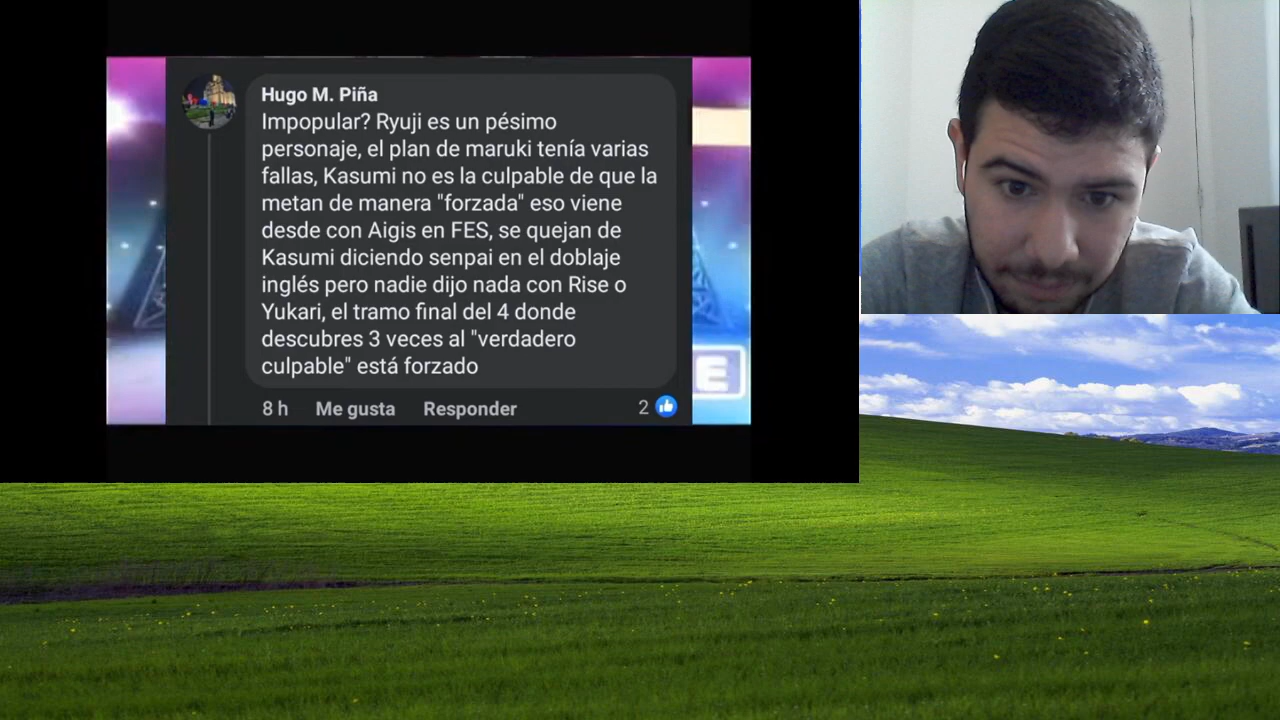 Hugo M. Piña
Impopular? Ryuji es un pésimo
personaje, el plan de maruki tenía varias
fallas, Kasumi no es la culpable de que la
metan de manera "forzada" eso viene
desde con Aigis en FES, se quejan de
Kasumi diciendo senpai en el doblaje
inglés pero nadie dijo nada con Rise o
Yukari, el tramo final del 4 donde
descubres 3 veces al "verdadero
culpable" está forzado
8 h Me gusta Responder 2
E